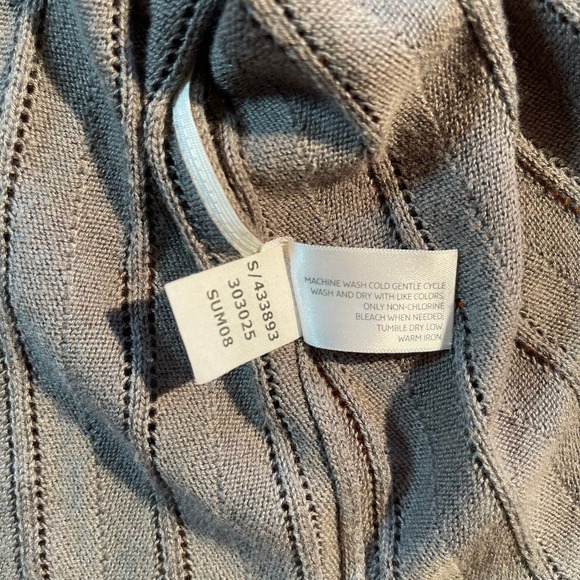 S/433893
303025
SUM08
MACHINE WASH COLD GENTLE CYCLE
WASH AND DRY WITH LIKE COLORS,
ONLY NON-CHLORINE
BLEACH WHEN NEEDED,
TUMBLE DRY LOW,
WARM IRON.